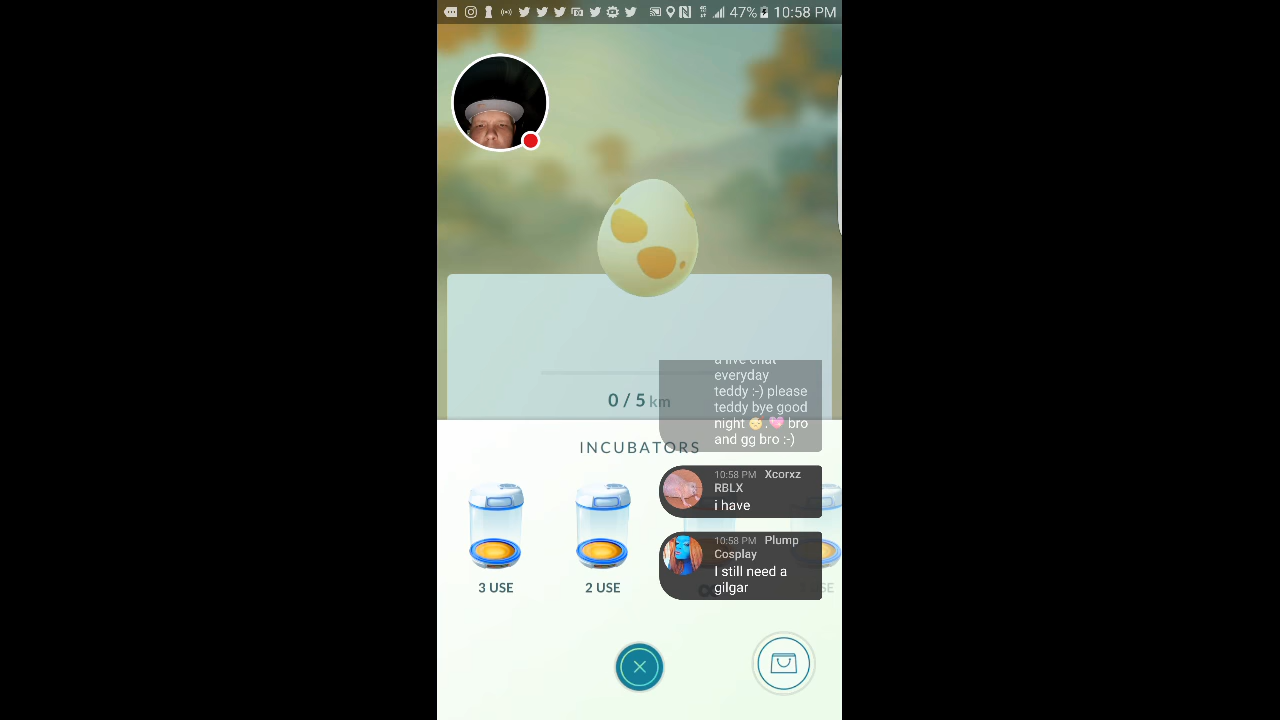 47% 10:58 PM
a live chat
everyday
teddy :-) please
teddy bye good
night 😳.💖 bro
and gg bro :-)
0 / 5 km
INCUBATORS
10:58 PM Xcorxz
RBLX
i have
10:58 PM Plump
Cosplay
I still need a
gilgar
3 USE
2 USE